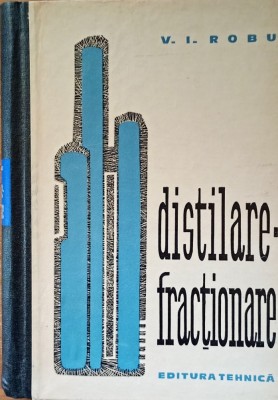 V. I. ROBU
distilare-
fracționare
EDITURA TEHNICĂ